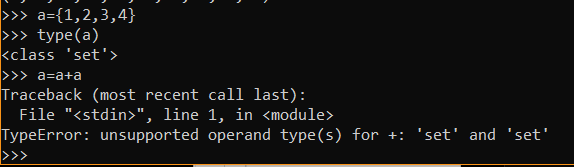 >>> a={1,2,3,4}
>>> type(a)
<class 'set'>
>>> a=a+a
Traceback (most recent call last):
  File "<stdin>", line 1, in <module>
TypeError: unsupported operand type(s) for +: 'set' and 'set'
>>>